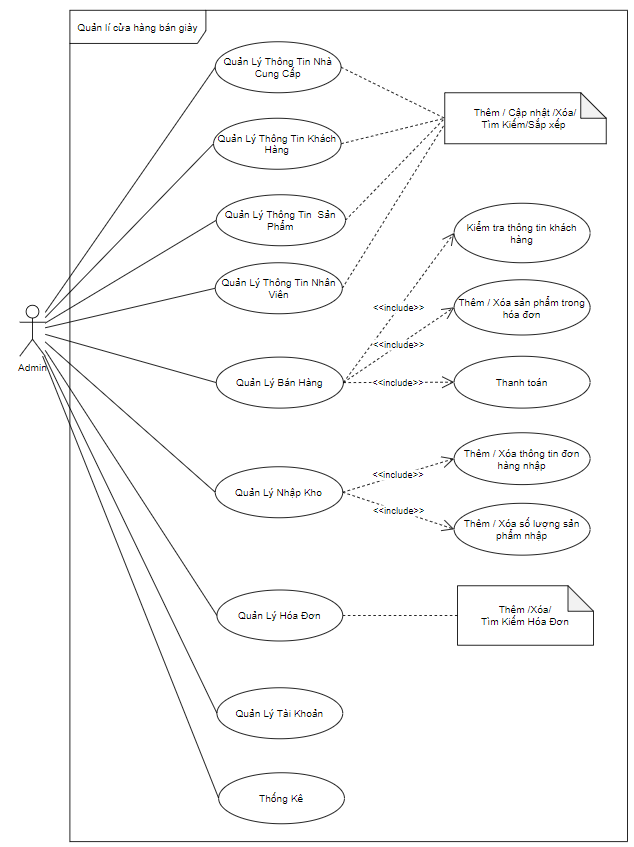 Quản lí cửa hàng bán giày
Quản Lý Thông Tin Nhà
Cung Cấp
Thêm / Cập nhật /Xóa/
Tìm Kiếm/Sắp xếp
Quản Lý Thông Tin Khách
Hàng
Quản Lý Thông Tin Sản
Phẩm
Kiểm tra thông tin khách
hàng
Quản Lý Thông Tin Nhân
Viên
<<include>>
Thêm / Xóa sản phẩm trong
hóa đơn
<<include>>
Admin
Quản Lý Bán Hàng
<<include>>
Thanh toán
Thêm / Xóa thông tin đơn
hàng nhập
<<include>>
Quản Lý Nhập Kho
<<include>>
Thêm / Xóa số lượng sản
phẩm nhập
Quản Lý Hóa Đơn
Thêm /Xóa/
Tìm Kiếm Hóa Đơn
Quản Lý Tài Khoản
Thống Kê